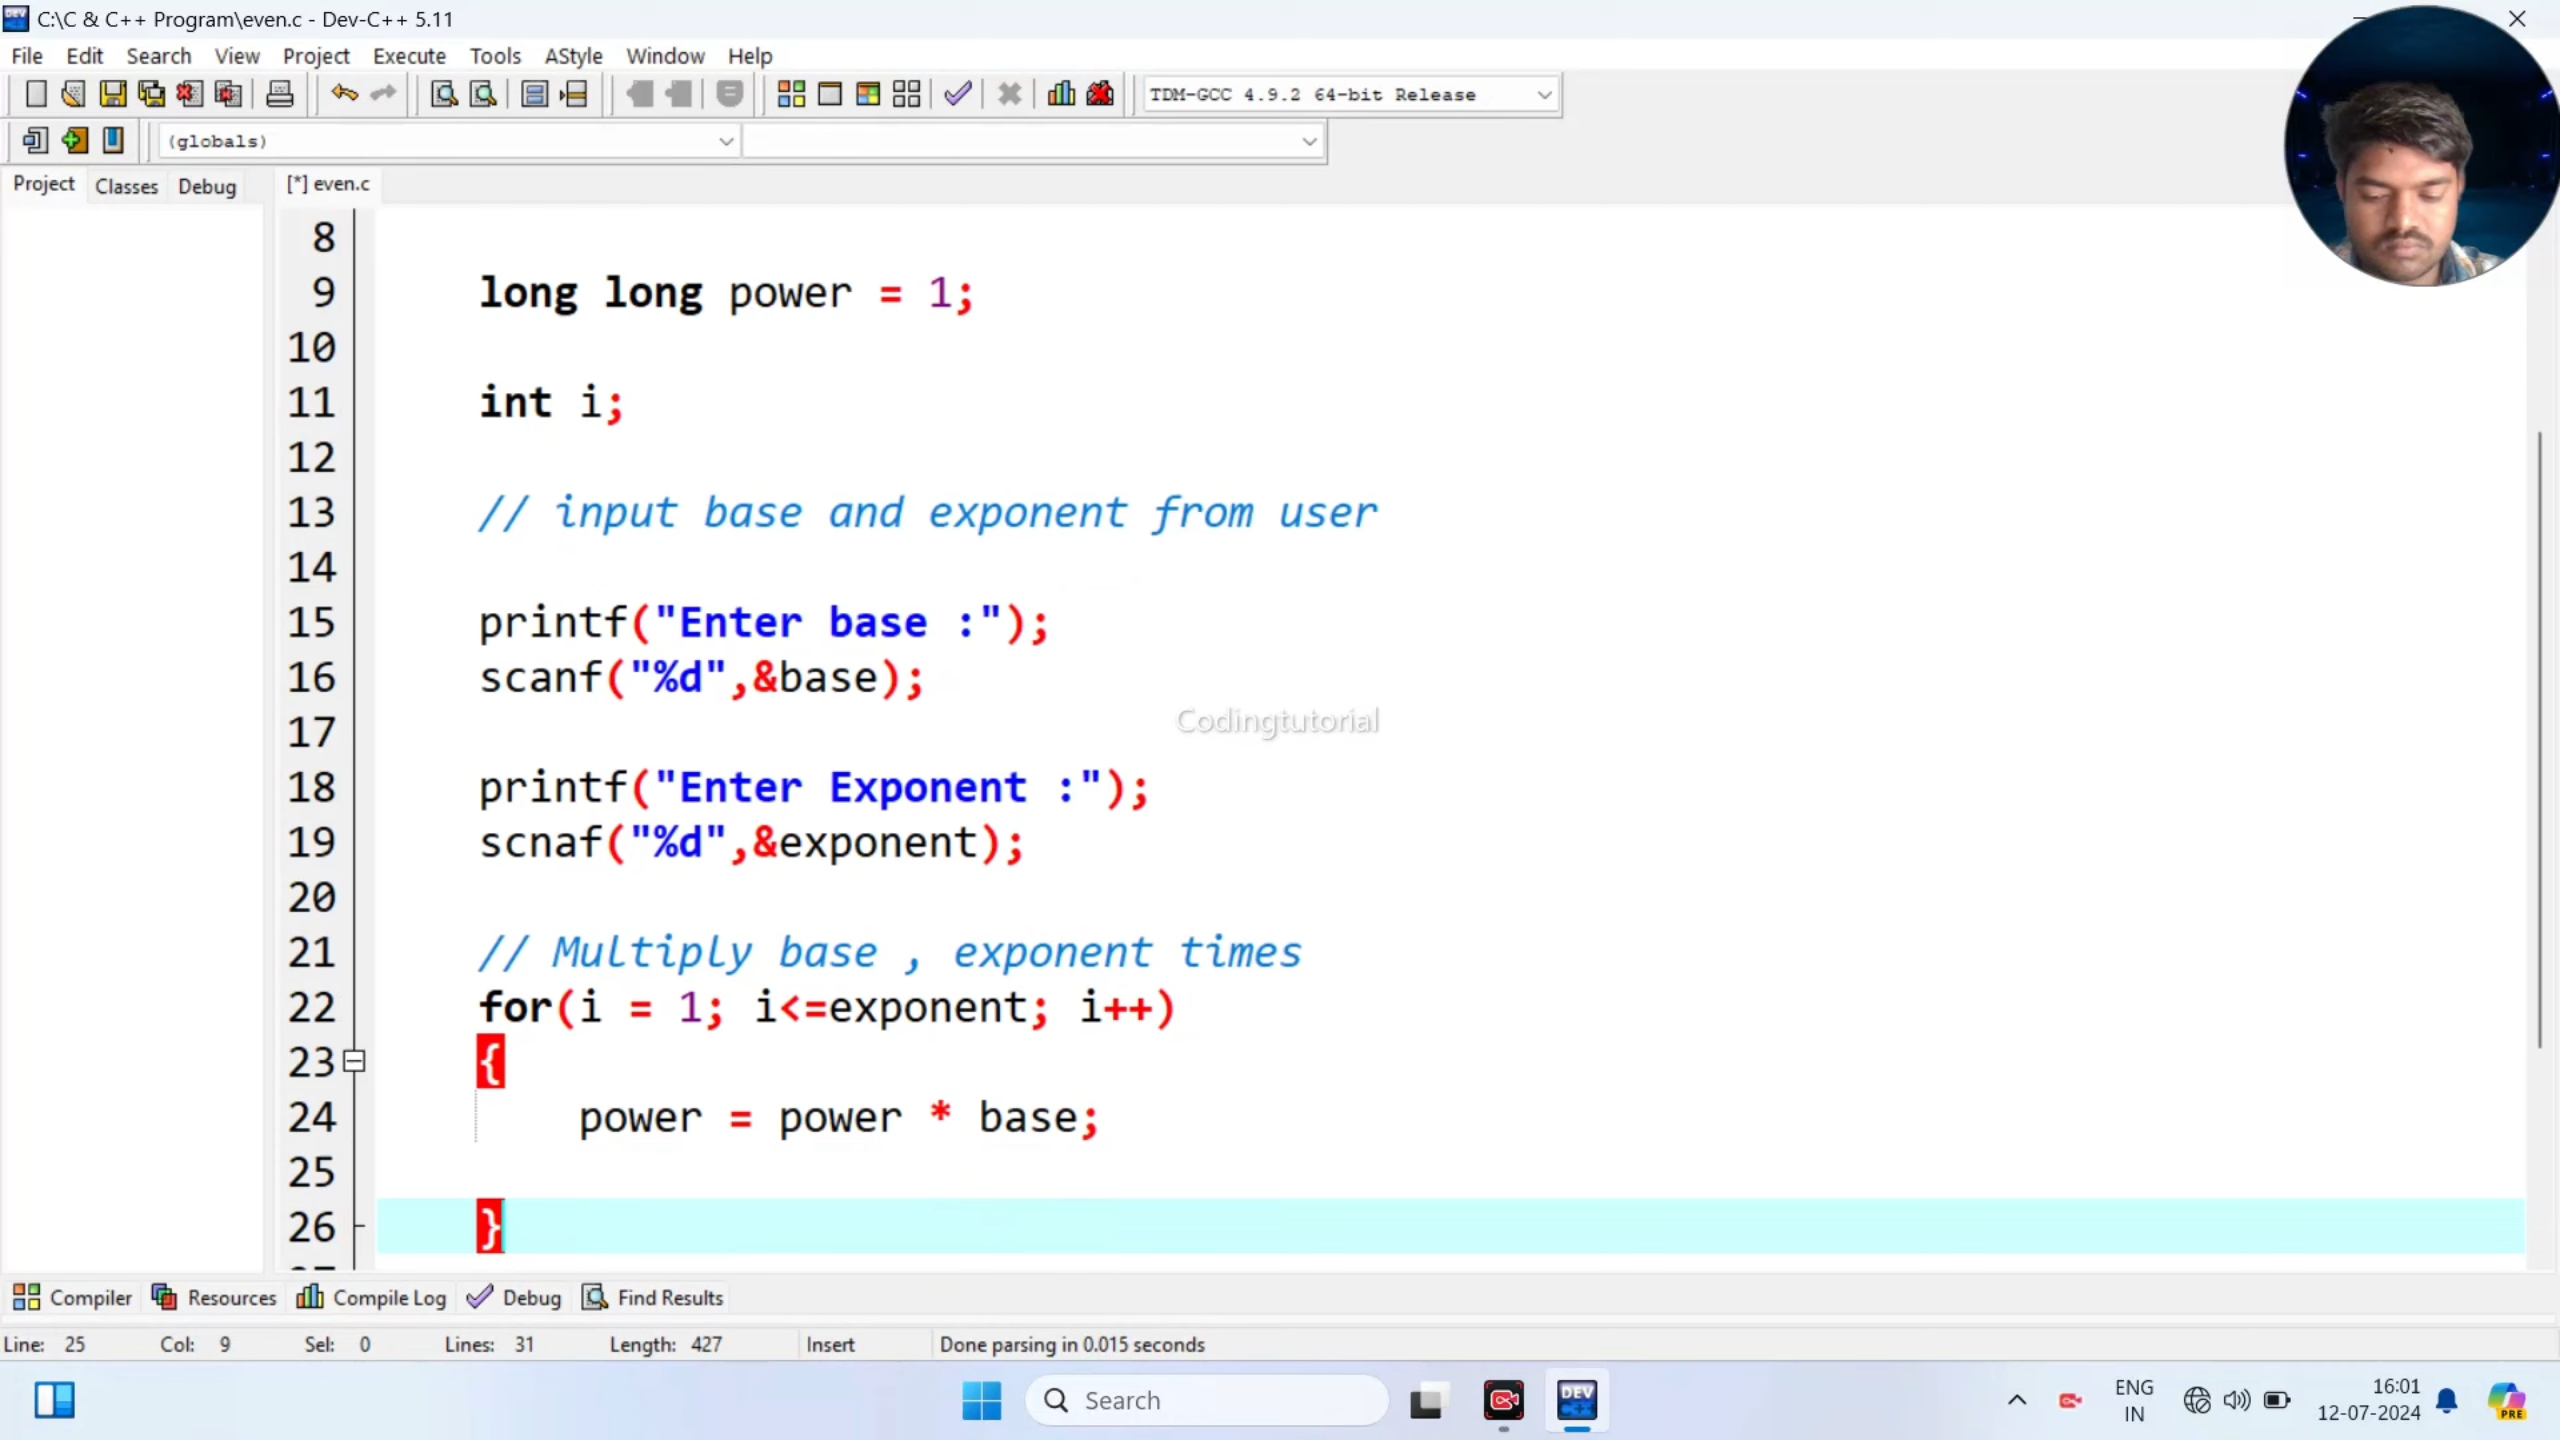 C:\C & C++ Program\even.c - Dev-C++ 5.11
File Edit Search View Project Execute Tools AStyle Window Help
TDM-GCC 4.9.2 64-bit Release
(globals)
Project Classes Debug [*] even.c
8
9 long long power = 1;
10
11 int i;
12
13 // input base and exponent from user
14
15 printf("Enter base :");
16 scanf("%d",&base);
17
Codingtutorial
18 printf("Enter Exponent :");
19 scnaf("%d",&exponent);
20
21 // Multiply base , exponent times
22 for(i = 1; i<=exponent; i++)
23 {
24 power = power * base;
25
26 }
Compiler Resources Compile Log Debug Find Results
Line: 25 Col: 9 Sel: 0 Lines: 31 Length: 427 Insert Done parsing in 0.015 seconds
Search
DEV C++
ENG
IN
16:01
12-07-2024
PRE